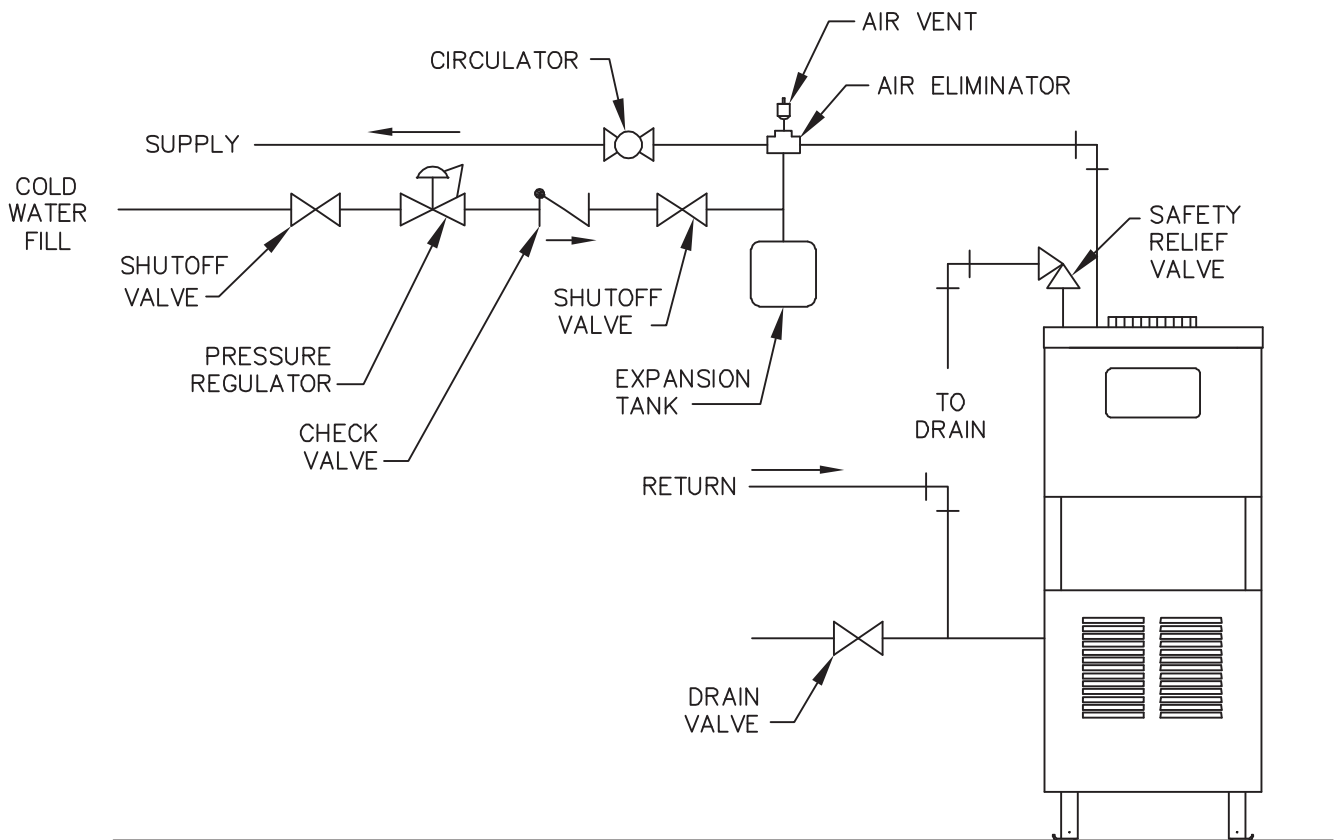 AIR VENT
CIRCULATOR
AIR ELIMINATOR
SUPPLY
COLD
WATER
FILL
SHUTOFF
VALVE
SAFETY
RELIEF
VALVE
SHUTOFF
VALVE
PRESSURE
REGULATOR
EXPANSION
TANK
TO
DRAIN
CHECK
VALVE
RETURN
DRAIN
VALVE